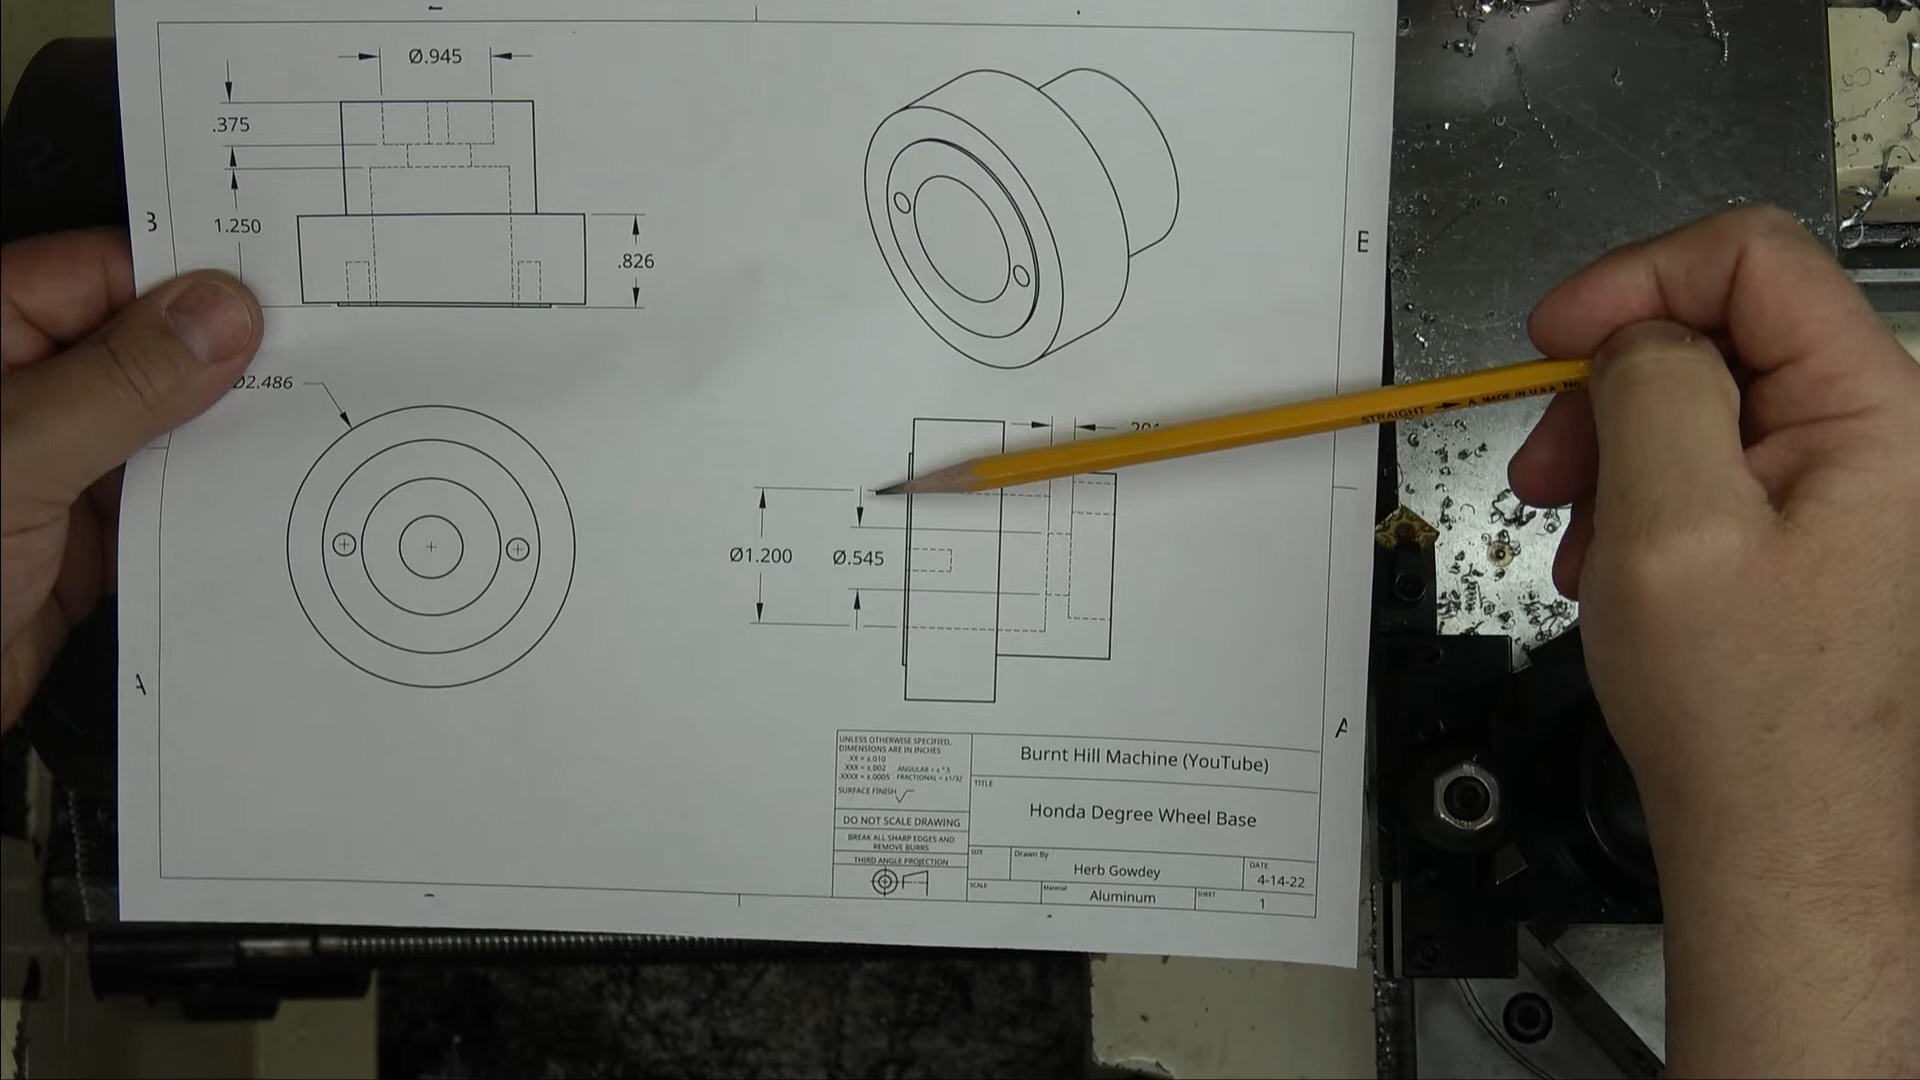 Ø.945
.375
1.250
.826
B
E
Ø2.486
Ø1.200
Ø.545
A
A
STRAIGHT
A MADE IN U.S.A. No.
UNLESS OTHERWISE SPECIFIED,
DIMENSIONS ARE IN INCHES
.XX = ±.010
.XXX = ±.002 ANGULAR = ± °.5
.XXXX = ±.0005 FRACTIONAL = ±1/32
SURFACE FINISH
DO NOT SCALE DRAWING
BREAK ALL SHARP EDGES AND
REMOVE BURRS
THIRD ANGLE PROJECTION
Burnt Hill Machine (YouTube)
TITLE
Honda Degree Wheel Base
SIZE
Drawn By
Herb Gowdey
DATE
4-14-22
SCALE
Material
Aluminum
SHEET
1